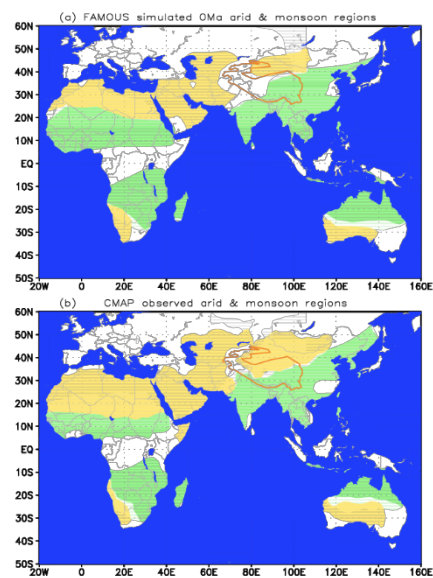 (a) FAMOUS simulated 0Ma arid & monsoon regions
60N
50N
40N
30N
20N
10N
EQ
10S
20S
30S
40S
50S
20W 0 20E 40E 60E 80E 100E 120E 140E 160E
(b) CMAP observed arid & monsoon regions
60N
50N
40N
30N
20N
10N
EQ
10S
20S
30S
40S
50S
20W 0 20E 40E 60E 80E 100E 120E 140E 160E